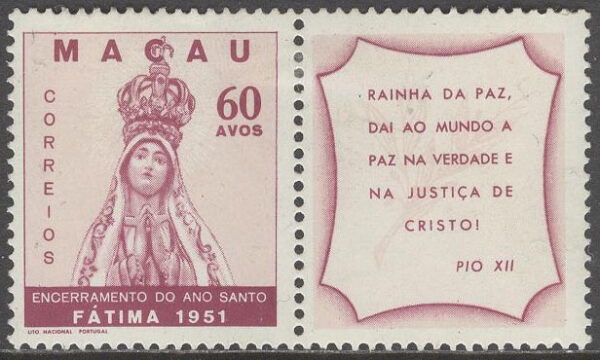 MACAU
CORREIOS
60
AVOS
ENCERRAMENTO DO ANO SANTO
FÁTIMA 1951
LITO NACIONAL PORTUGAL
RAINHA DA PAZ,
DAI AO MUNDO A
PAZ NA VERDADE E
NA JUSTIÇA DE
CRISTO!
PIO XII